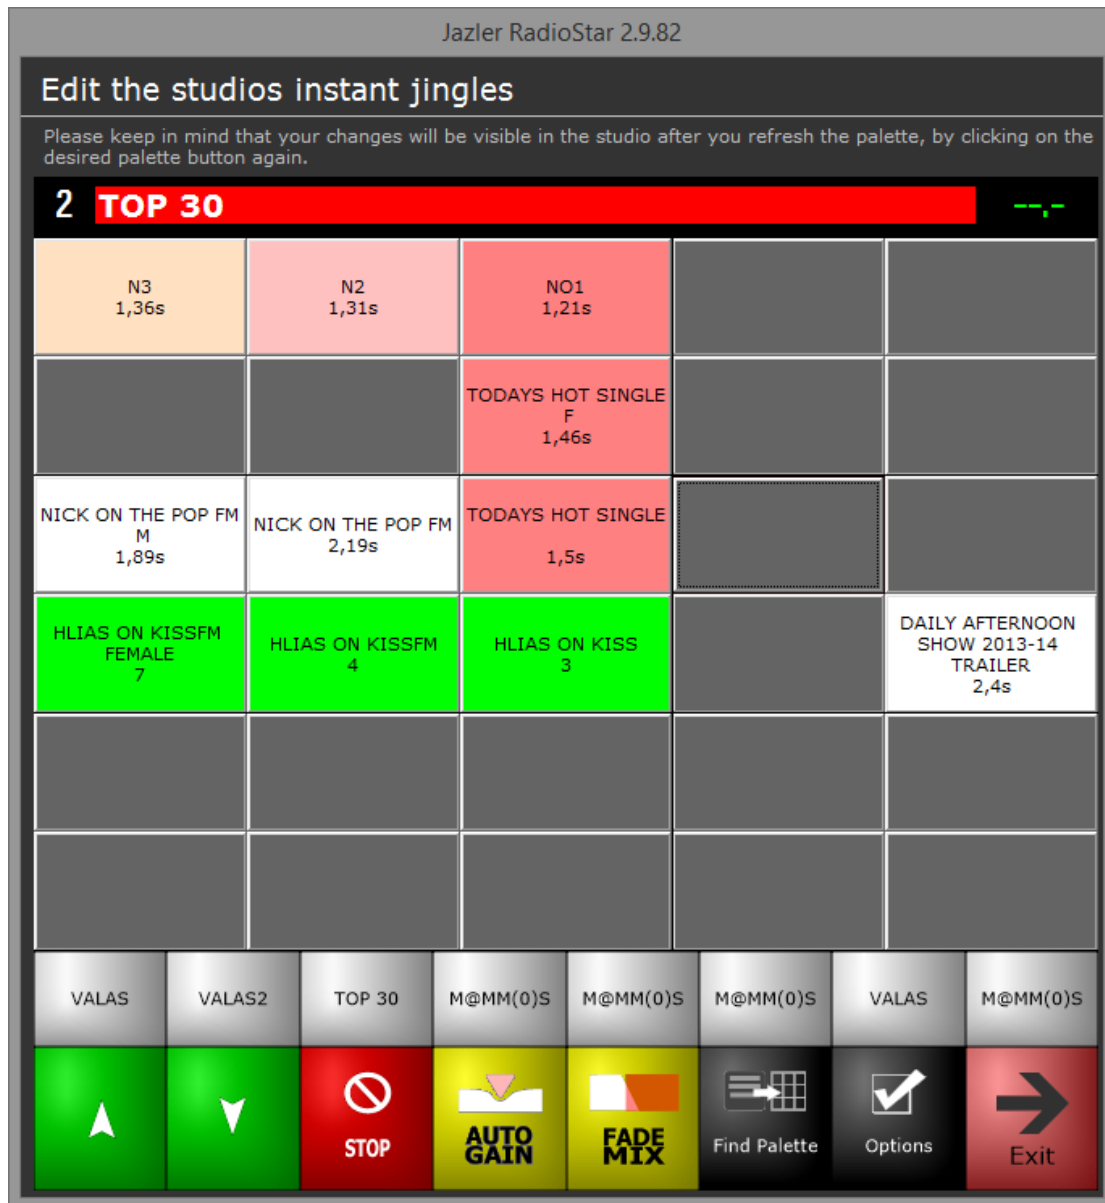 Jazler RadioStar 2.9.82
Edit the studios instant jingles
Please keep in mind that your changes will be visible in the studio after you refresh the palette, by clicking on the
desired palette button again.
2 TOP 30 --.-
N3
1,36s
N2
1,31s
NO1
1,21s
TODAYS HOT SINGLE
F
1,46s
NICK ON THE POP FM
M
1,89s
NICK ON THE POP FM
2,19s
TODAYS HOT SINGLE
1,5s
HLIAS ON KISSFM
FEMALE
7
HLIAS ON KISSFM
4
HLIAS ON KISS
3
DAILY AFTERNOON
SHOW 2013-14
TRAILER
2,4s
VALAS
VALAS2
TOP 30
M@MM(0)S
M@MM(0)S
M@MM(0)S
VALAS
M@MM(0)S
STOP
AUTO
GAIN
FADE
MIX
Find Palette
Options
Exit